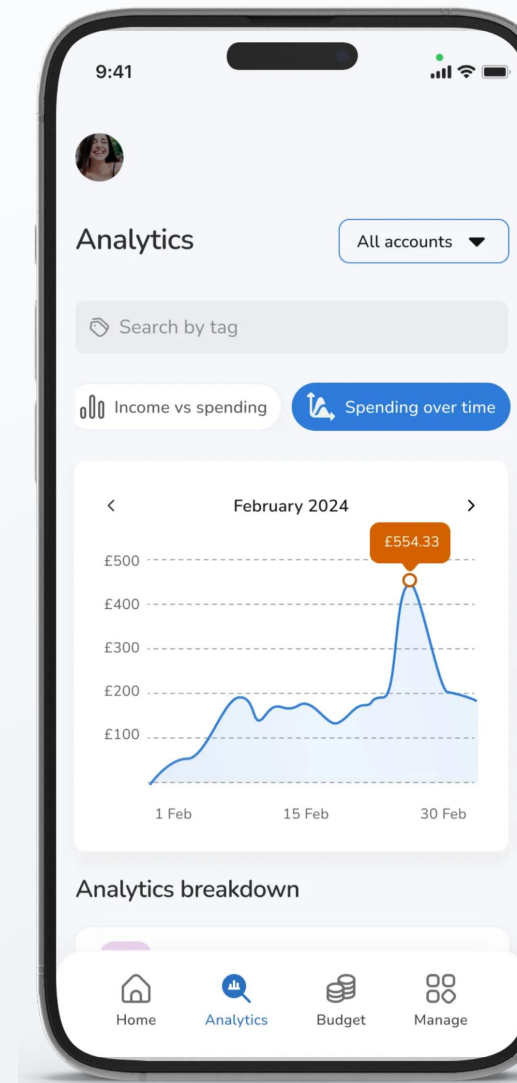 9:41
Analytics
All accounts
Search by tag
Income vs spending
Spending over time
February 2024
£554.33
£500
£400
£300
£200
£100
1 Feb 15 Feb 30 Feb
Analytics breakdown
Home Analytics Budget Manage